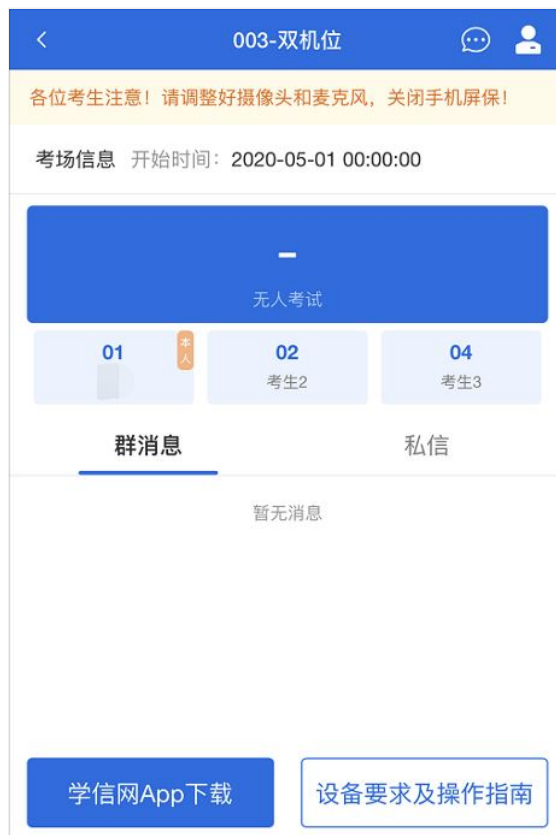 003-双机位
各位考生注意！请调整好摄像头和麦克风，关闭手机屏保！
考场信息 开始时间：2020-05-01 00:00:00
–
无人考试
01 本人 02 04
考生2 考生3
群消息 私信
暂无消息
学信网App下载 设备要求及操作指南